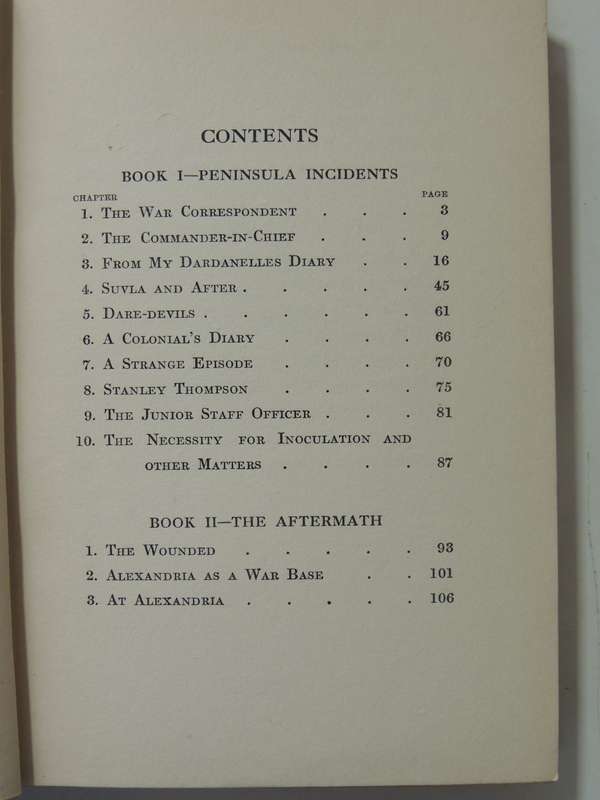 CONTENTS
BOOK I—PENINSULA INCIDENTS
CHAPTER PAGE
1. The War Correspondent . . . 3
2. The Commander-in-Chief . . . 9
3. From My Dardanelles Diary . . 16
4. Suvla and After . . . . . 45
5. Dare-devils . . . . . . 61
6. A Colonial's Diary . . . . 66
7. A Strange Episode . . . . 70
8. Stanley Thompson . . . . 75
9. The Junior Staff Officer . . . 81
10. The Necessity for Inoculation and
other Matters . . . . 87
BOOK II—THE AFTERMATH
1. The Wounded . . . . . 93
2. Alexandria as a War Base . . 101
3. At Alexandria . . . . . 106